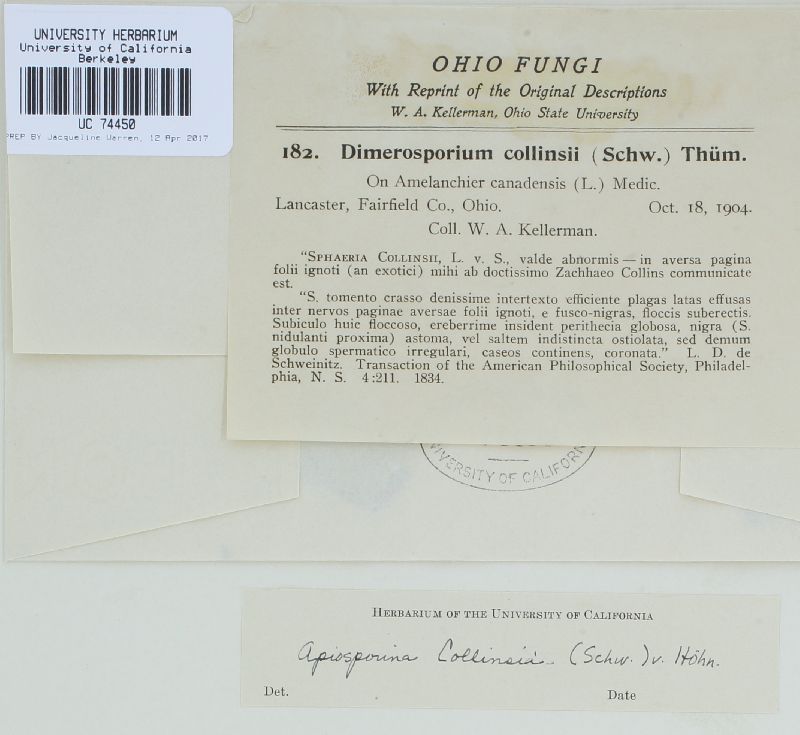 UNIVERSITY HERBARIUM
University of California
Berkeley
UC 74450
PREP BY Jacqueline Warren, 12 Apr 2017
OHIO FUNGI
With Reprint of the Original Descriptions
W. A. Kellerman, Ohio State University
182. Dimerosporium collinsii (Schw.) Thüm.
On Amelanchier canadensis (L.) Medic.
Lancaster, Fairfield Co., Ohio. Oct. 18, 1904.
Coll. W. A. Kellerman.
"SPHAERIA COLLINSII, L. v. S., valde abnormis — in aversa pagina
folii ignoti (an exotici) mihi ab doctissimo Zachhaeo Collins communicate
est.
"S. tomento crasso denissime intertexto efficiente plagas latas effusas
inter nervos paginae aversae folii ignoti, e fusco-nigras, floccis suberectis.
Subiculo huic floccoso, creberrime insident perithecia globosa, nigra (S.
nidulanti proxima) astoma, vel saltem indistincta ostiolata, sed demum
globulo spermatico irregulari, caseos continens, coronata." L. D. de
Schweinitz. Transaction of the American Philosophical Society, Philadel-
phia, N. S. 4:211. 1834.
IVERSITY OF CALIFORN
HERBARIUM OF THE UNIVERSITY OF CALIFORNIA
Apiosporina Collinsii (Schw.) v. Höhn.
Det. Date